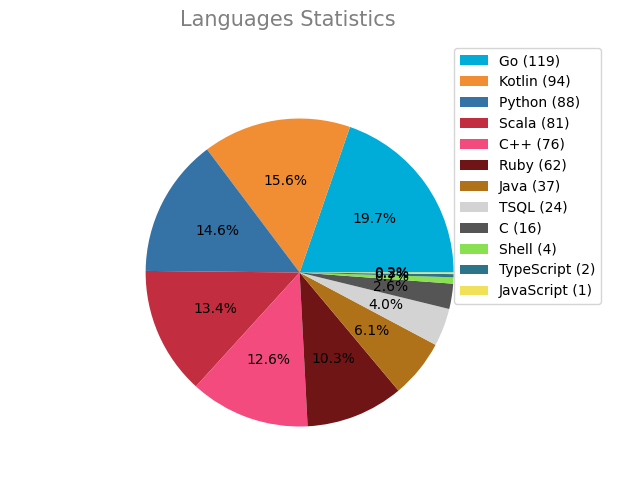 Languages Statistics
Go (119)
Kotlin (94)
Python (88)
Scala (81)
C++ (76)
Ruby (62)
Java (37)
TSQL (24)
C (16)
Shell (4)
TypeScript (2)
JavaScript (1)
15.6%
19.7%
14.6%
13.4%
12.6%
10.3%
6.1%
4.0%
2.6%